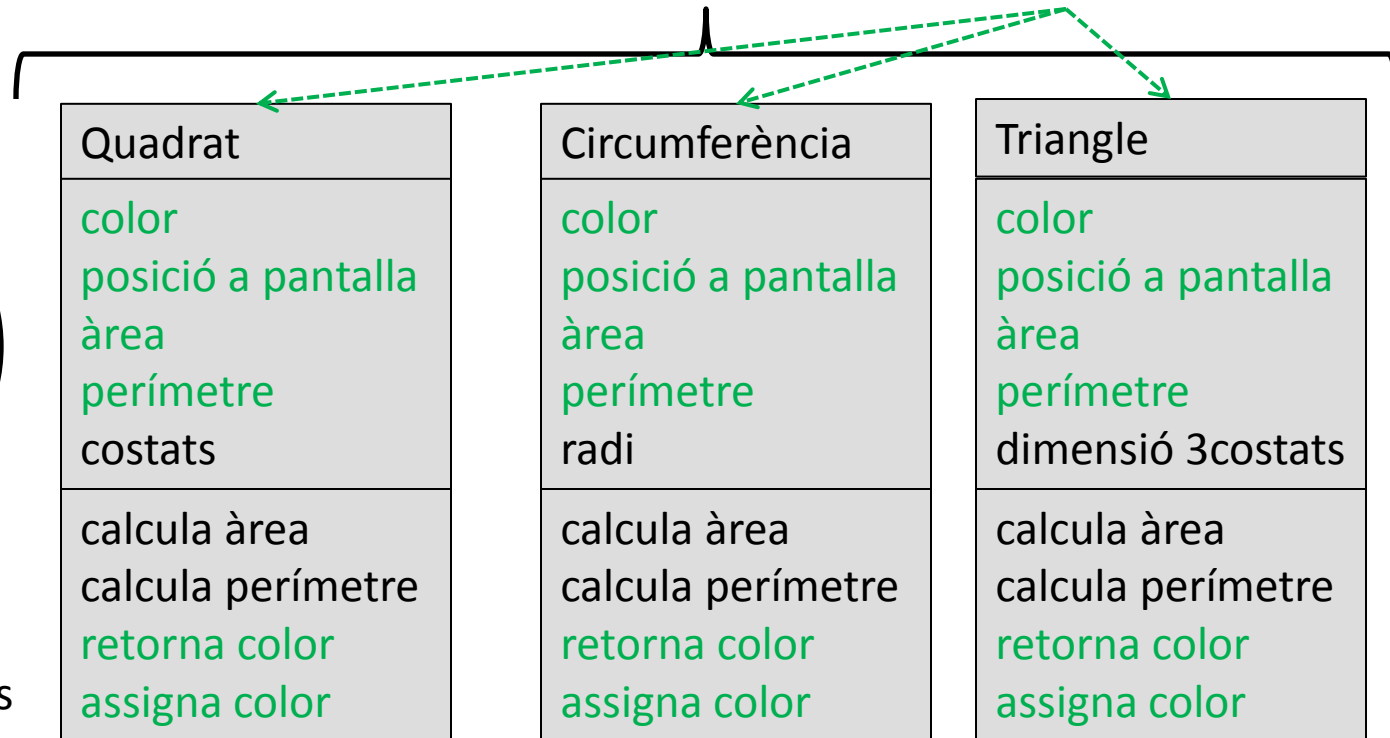 Quadrat
color
posició a pantalla
àrea
perímetre
costats
calcula àrea
calcula perímetre
retorna color
assigna color
Circumferència
color
posició a pantalla
àrea
perímetre
radi
calcula àrea
calcula perímetre
retorna color
assigna color
Triangle
color
posició a pantalla
àrea
perímetre
dimensió 3costats
calcula àrea
calcula perímetre
retorna color
assigna color